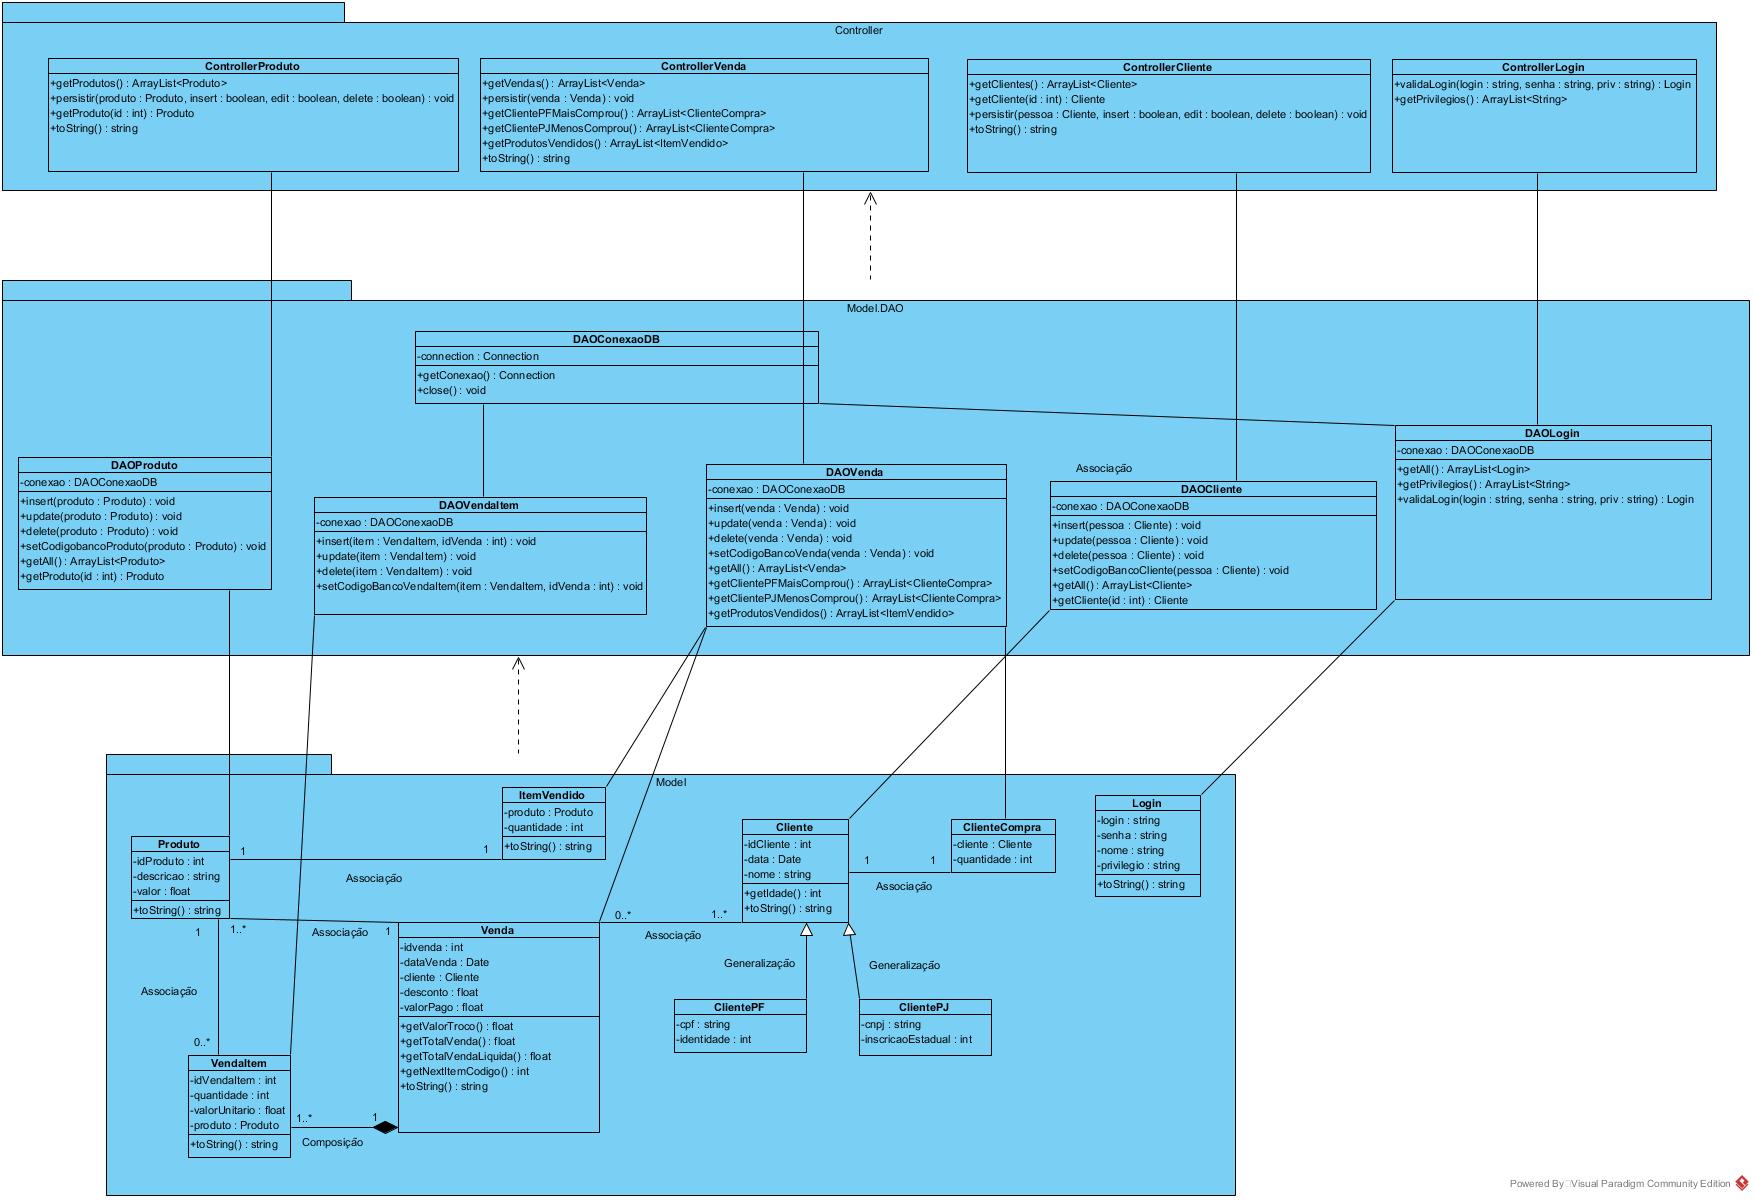 Controller
ControllerProduto
+getProdutos() : ArrayList<Produto>
+persistir(produto : Produto, insert : boolean, edit : boolean, delete : boolean) : void
+getProduto(id : int) : Produto
+toString() : string
ControllerVenda
+getVendas() : ArrayList<Venda>
+persistir(venda : Venda) : void
+getClientePFMaisComprou() : ArrayList<ClienteCompra>
+getClientePJMenosComprou() : ArrayList<ClienteCompra>
+getProdutosVendidos() : ArrayList<ItemVendido>
+toString() : string
ControllerCliente
+getClientes() : ArrayList<Cliente>
+getCliente(id : int) : Cliente
+persistir(pessoa : Cliente, insert : boolean, edit : boolean, delete : boolean) : void
+toString() : string
ControllerLogin
+validaLogin(login : string, senha : string, priv : string) : Login
+getPrivilegios() : ArrayList<String>
Model.DAO
DAOConexaoDB
-connection : Connection
+getConexao() : Connection
+close() : void
DAOProduto
-conexao : DAOConexaoDB
+insert(produto : Produto) : void
+update(produto : Produto) : void
+delete(produto : Produto) : void
+setCodigobancoProduto(produto : Produto) : void
+getAll() : ArrayList<Produto>
+getProduto(id : int) : Produto
DAOVendaItem
-conexao : DAOConexaoDB
+insert(item : VendaItem, idVenda : int) : void
+update(item : VendaItem) : void
+delete(item : VendaItem) : void
+setCodigoBancoVendaItem(item : VendaItem, idVenda : int) : void
DAOVenda
-conexao : DAOConexaoDB
+insert(venda : Venda) : void
+update(venda : Venda) : void
+delete(venda : Venda) : void
+setCodigoBancoVenda(venda : Venda) : void
+getAll() : ArrayList<Venda>
+getClientePFMaisComprou() : ArrayList<ClienteCompra>
+getClientePJMenosComprou() : ArrayList<ClienteCompra>
+getProdutosVendidos() : ArrayList<ItemVendido>
Associação
DAOCliente
-conexao : DAOConexaoDB
+insert(pessoa : Cliente) : void
+update(pessoa : Cliente) : void
+delete(pessoa : Cliente) : void
+setCodigoBancoCliente(pessoa : Cliente) : void
+getAll() : ArrayList<Cliente>
+getCliente(id : int) : Cliente
DAOLogin
-conexao : DAOConexaoDB
+getAll() : ArrayList<Login>
+getPrivilegios() : ArrayList<String>
+validaLogin(login : string, senha : string, priv : string) : Login
Model
ItemVendido
-produto : Produto
-quantidade : int
+toString() : string
Produto
-idProduto : int
-descricao : string
-valor : float
+toString() : string
1
1
Associação
Cliente
-idCliente : int
-data : Date
-nome : string
+getIdade() : int
+toString() : string
1
1
Associação
ClienteCompra
-cliente : Cliente
-quantidade : int
Login
-login : string
-senha : string
-nome : string
-privilegio : string
+toString() : string
1
1..*
Associação
1
Venda
-idvenda : int
-dataVenda : Date
-cliente : Cliente
-desconto : float
-valorPago : float
+getValorTroco() : float
+getTotalVenda() : float
+getTotalVendaLiquida() : float
+getNextItemCodigo() : int
+toString() : string
0..*
1..*
Associação
Generalização
Generalização
ClientePF
-cpf : string
-identidade : int
ClientePJ
-cnpj : string
-inscricaoEstadual : int
Associação
0..*
VendaItem
-idVendaItem : int
-quantidade : int
-valorUnitario : float
-produto : Produto
+toString() : string
1..*
1
Composição
Powered By Visual Paradigm Community Edition